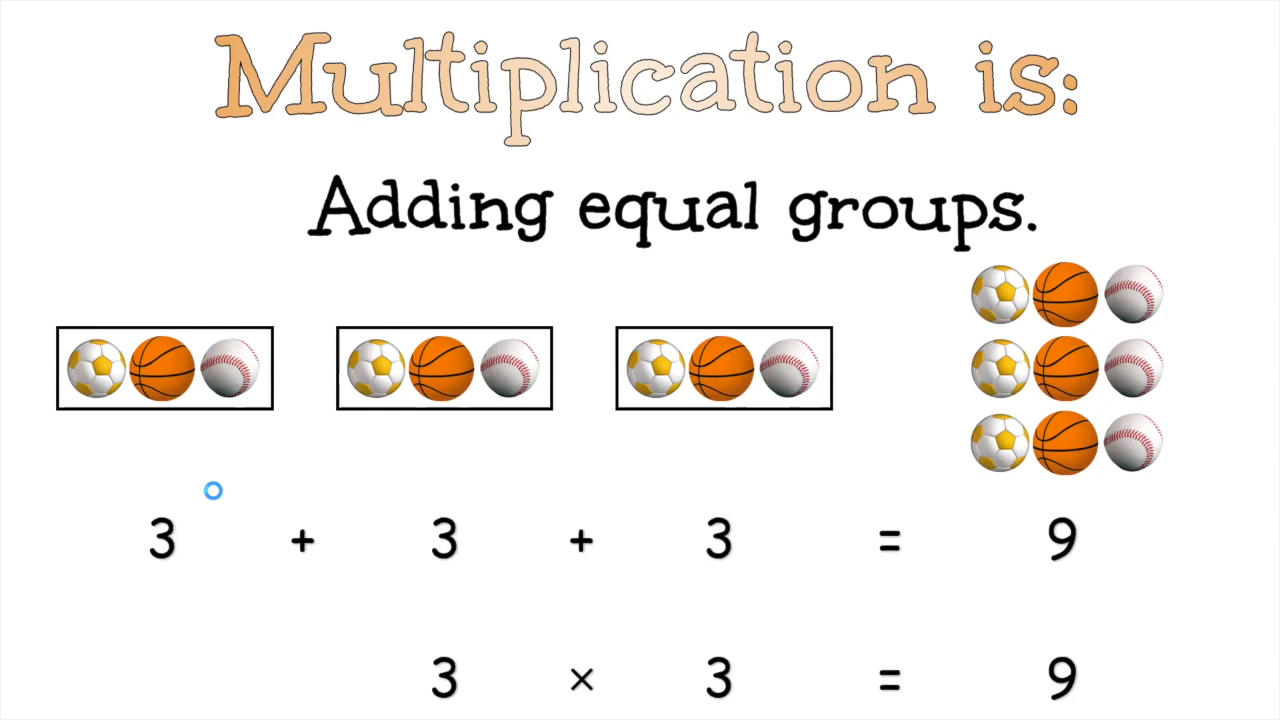 Multiplication is:
Adding equal groups.
3 + 3 + 3 = 9
3 × 3 = 9